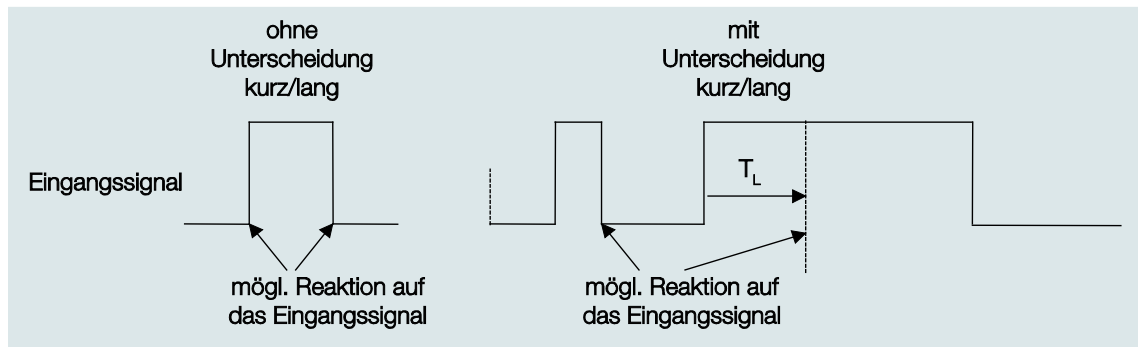 ohne
Unterscheidung
kurz/lang
mit
Unterscheidung
kurz/lang
Eingangssignal
TL
mögl. Reaktion auf
das Eingangssignal
mögl. Reaktion auf
das Eingangssignal